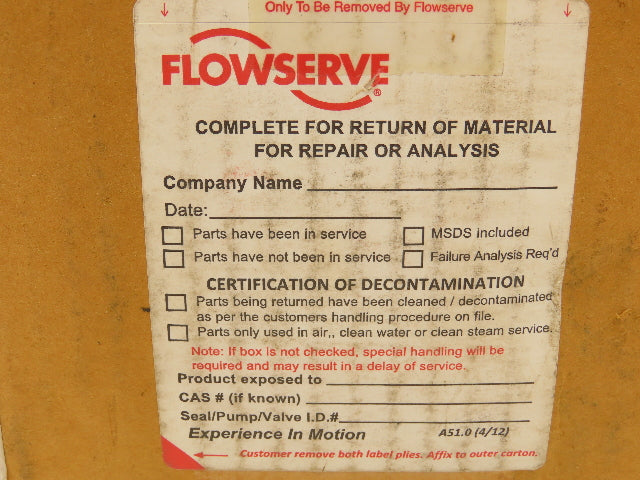 Only To Be Removed By Flowserve
FLOWSERVE®
COMPLETE FOR RETURN OF MATERIAL
FOR REPAIR OR ANALYSIS
Company Name
Date:
Parts have been in service
MSDS included
Parts have not been in service
Failure Analysis Req'd
CERTIFICATION OF DECONTAMINATION
Parts being returned have been cleaned / decontaminated
as per the customers handling procedure on file.
Parts only used in air,, clean water or clean steam service.
Note: If box is not checked, special handling will be
required and may result in a delay of service.
Product exposed to
CAS # (if known)
Seal/Pump/Valve I.D.#
Experience In Motion
A51.0 (4/12)
Customer remove both label plies. Affix to outer carton.